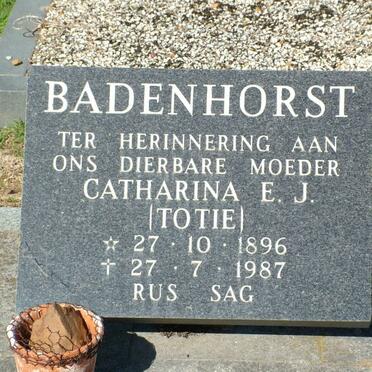 BADENHORST
TER HERINNERING AAN
ONS DIERBARE MOEDER
CATHARINA E. J.
(TOTIE)
☆ 27 · 10 · 1896
✝ 27 · 7 · 1987
RUS SAG